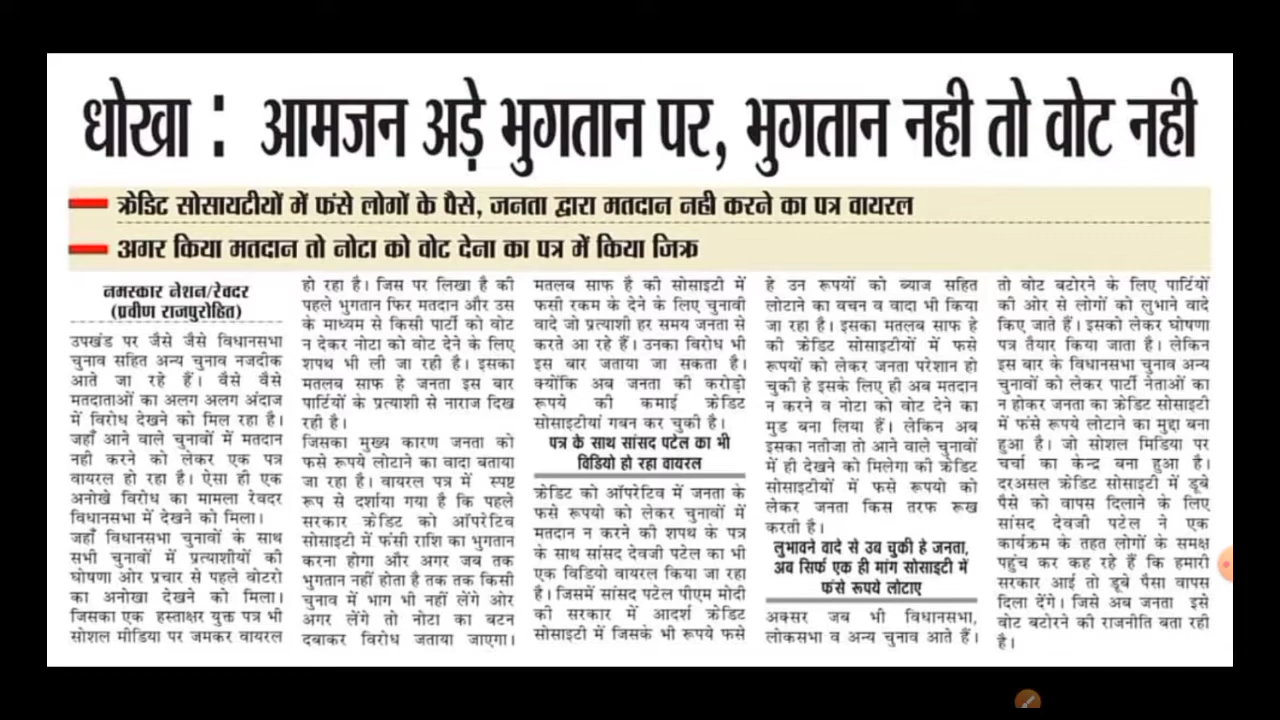 धोखा : आमजन अड़े भुगतान पर, भुगतान नही तो वोट नही
क्रेडिट सोसायटीयों में फंसे लोगों के पैसे, जनता द्वारा मतदान नही करने का पत्र वायरल
अगर किया मतदान तो नोटा को वोट देना का पत्र में किया जिक्र
नमस्कार नेशन/रेवदर
(प्रवीण राजपुरोहित)
उपखंड पर जैसे जैसे विधानसभा
चुनाव सहित अन्य चुनाव नजदीक
आते जा रहे हैं। वैसे वैसे
मतदाताओं का अलग अलग अंदाज
में विरोध देखने को मिल रहा है।
जहाँ आने वाले चुनावों में मतदान
नही करने को लेकर एक पत्र
वायरल हो रहा है। ऐसा ही एक
अनोखे विरोध का मामला रेवदर
विधानसभा में देखने को मिला।
जहाँ विधानसभा चुनावों के साथ
सभी चुनावों में प्रत्याशीयों की
घोषणा ओर प्रचार से पहले वोटरो
का अनोखा देखने को मिला।
जिसका एक हस्ताक्षर युक्त पत्र भी
सोशल मीडिया पर जमकर वायरल
हो रहा है। जिस पर लिखा है की
पहले भुगतान फिर मतदान और उस
के माध्यम से किसी पार्टी को वोट
न देकर नोटा को वोट देने के लिए
शपथ भी ली जा रही है। इसका
मतलब साफ हे जनता इस बार
पार्टियों के प्रत्याशी से नाराज दिख
रही है।
जिसका मुख्य कारण जनता को
फसे रूपये लोटाने का वादा बताया
जा रहा है। वायरल पत्र में स्पष्ट
रूप से दर्शाया गया है कि पहले
सरकार क्रेडिट को ऑपरेटिव
सोसाइटी में फंसी राशि का भुगतान
करना होगा और अगर जब तक
भुगतान नहीं होता है तक तक किसी
चुनाव में भाग भी नहीं लेंगे ओर
अगर लेंगे तो नोटा का बटन
दबाकर विरोध जताया जाएगा।
मतलब साफ है की सोसाइटी में
फसी रकम के देने के लिए चुनावी
वादे जो प्रत्याशी हर समय जनता से
करते आ रहे हैं। उनका विरोध भी
इस बार जताया जा सकता है।
क्योंकि अब जनता की करोड़ो
रूपये की कमाई क्रेडिट
सोसाइटीयां गबन कर चुकी है।
पत्र के साथ सांसद पटेल का भी
विडियो हो रहा वायरल
क्रेडिट को ऑपरेटिव में जनता के
फसे रूपयो को लेकर चुनावों में
मतदान न करने की शपथ के पत्र
के साथ सांसद देवजी पटेल का भी
एक विडियो वायरल किया जा रहा
है। जिसमें सांसद पटेल पीएम मोदी
की सरकार में आदर्श क्रेडिट
सोसाइटी में जिसके भी रूपये फसे
है उन रूपयों को ब्याज सहित
लोटाने का वचन व वादा भी किया
जा रहा है। इसका मतलब साफ हे
की क्रेडिट सोसाइटीयों में फसे
रूपयों को लेकर जनता परेशान हो
चुकी हे इसके लिए ही अब मतदान
न करने व नोटा को वोट देने का
मुड बना लिया हैं। लेकिन अब
इसका नतीजा तो आने वाले चुनावों
में ही देखने को मिलेगा की क्रेडिट
सोसाइटीयों में फसे रूपयो को
लेकर जनता किस तरफ रूख
करती है।
लुभावने वादे से उब चुकी हे जनता,
अब सिर्फ एक ही मांग सोसाइटी में
फंसे रूपये लोटाए
अक्सर जब भी विधानसभा,
लोकसभा व अन्य चुनाव आते हैं।
तो वोट बटोरने के लिए पार्टियों
की ओर से लोगों को लुभाने वादे
किए जाते हैं। इसको लेकर घोषणा
पत्र तैयार किया जाता है। लेकिन
इस बार के विधानसभा चुनाव अन्य
चुनावों को लेकर पार्टी नेताओं का
न होकर जनता का क्रेडिट सोसाइटी
में फंसे रूपये लोटाने का मुद्दा बना
हुआ है। जो सोशल मिडिया पर
चर्चा का केन्द्र बना हुआ है।
दरअसल क्रेडिट सोसाइटी में डूबे
पैसे को वापस दिलाने के लिए
सांसद देवजी पटेल ने एक
कार्यक्रम के तहत लोगों के समक्ष
पहुंच कर कह रहे हैं कि हमारी
सरकार आई तो डूबे पैसा वापस
दिला देंगे। जिसे अब जनता इसे
वोट बटोरने की राजनीति बता रही
है।